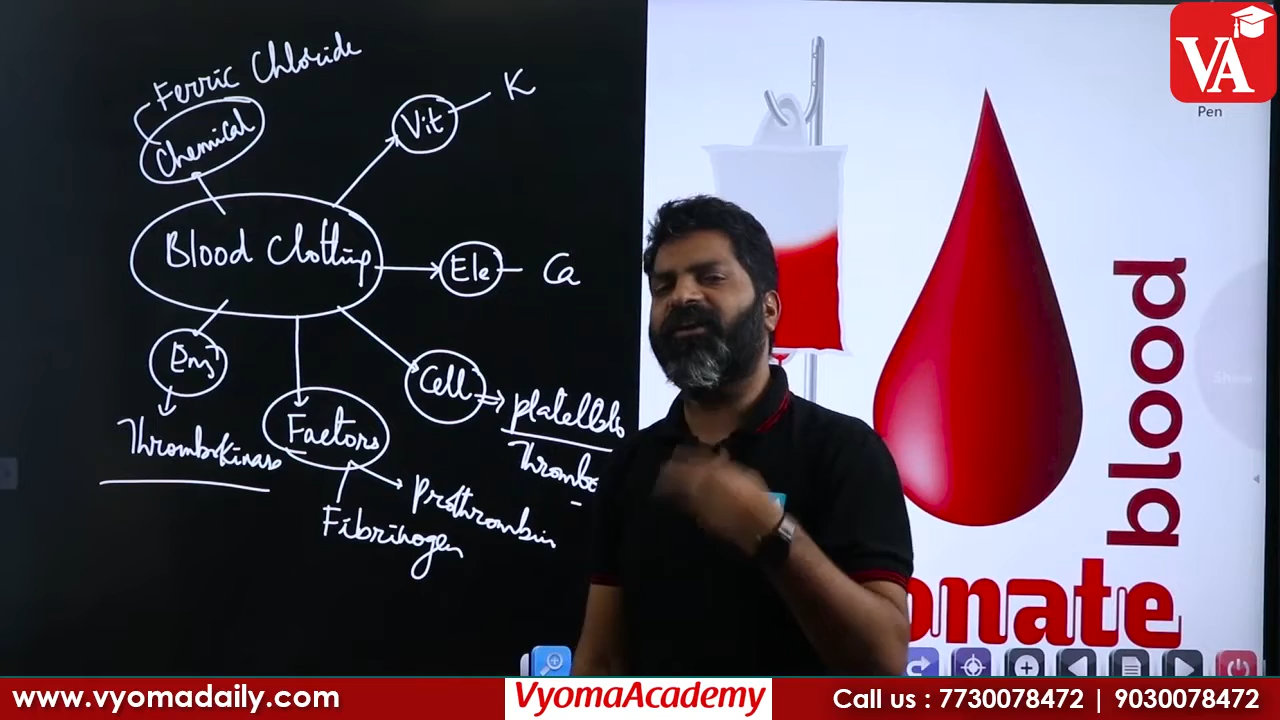 Ferric Chloride
Chemical
Vit
K
Blood Clotting
Ele
Ca
Enz
Cell
platelets
Thrombo
Thrombokinase
Factors
prothrombin
Fibrinogen
VA
Pen
blood
onate
www.vyomadaily.com
VyomaAcademy
Call us : 7730078472 | 9030078472